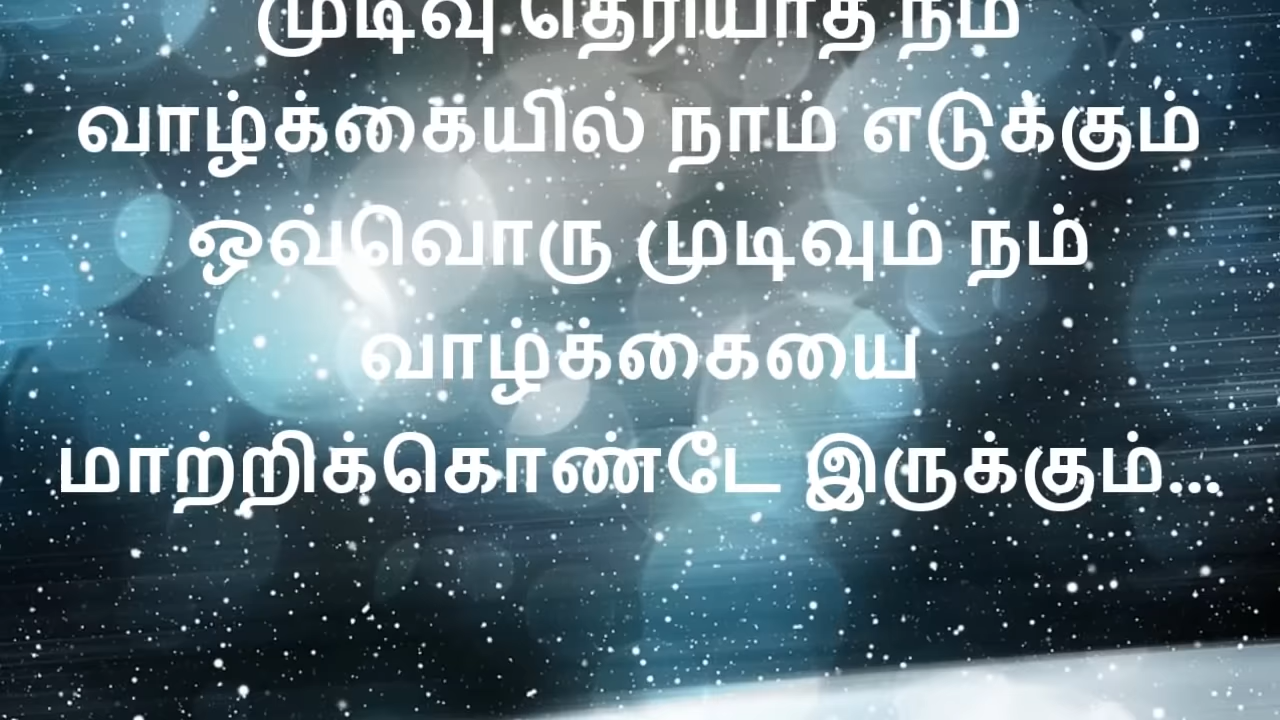 முடிவு தெரியாத நம்
வாழ்க்கையில் நாம் எடுக்கும்
ஒவ்வொரு முடிவும் நம்
வாழ்க்கையை
மாற்றிக்கொண்டே இருக்கும்...